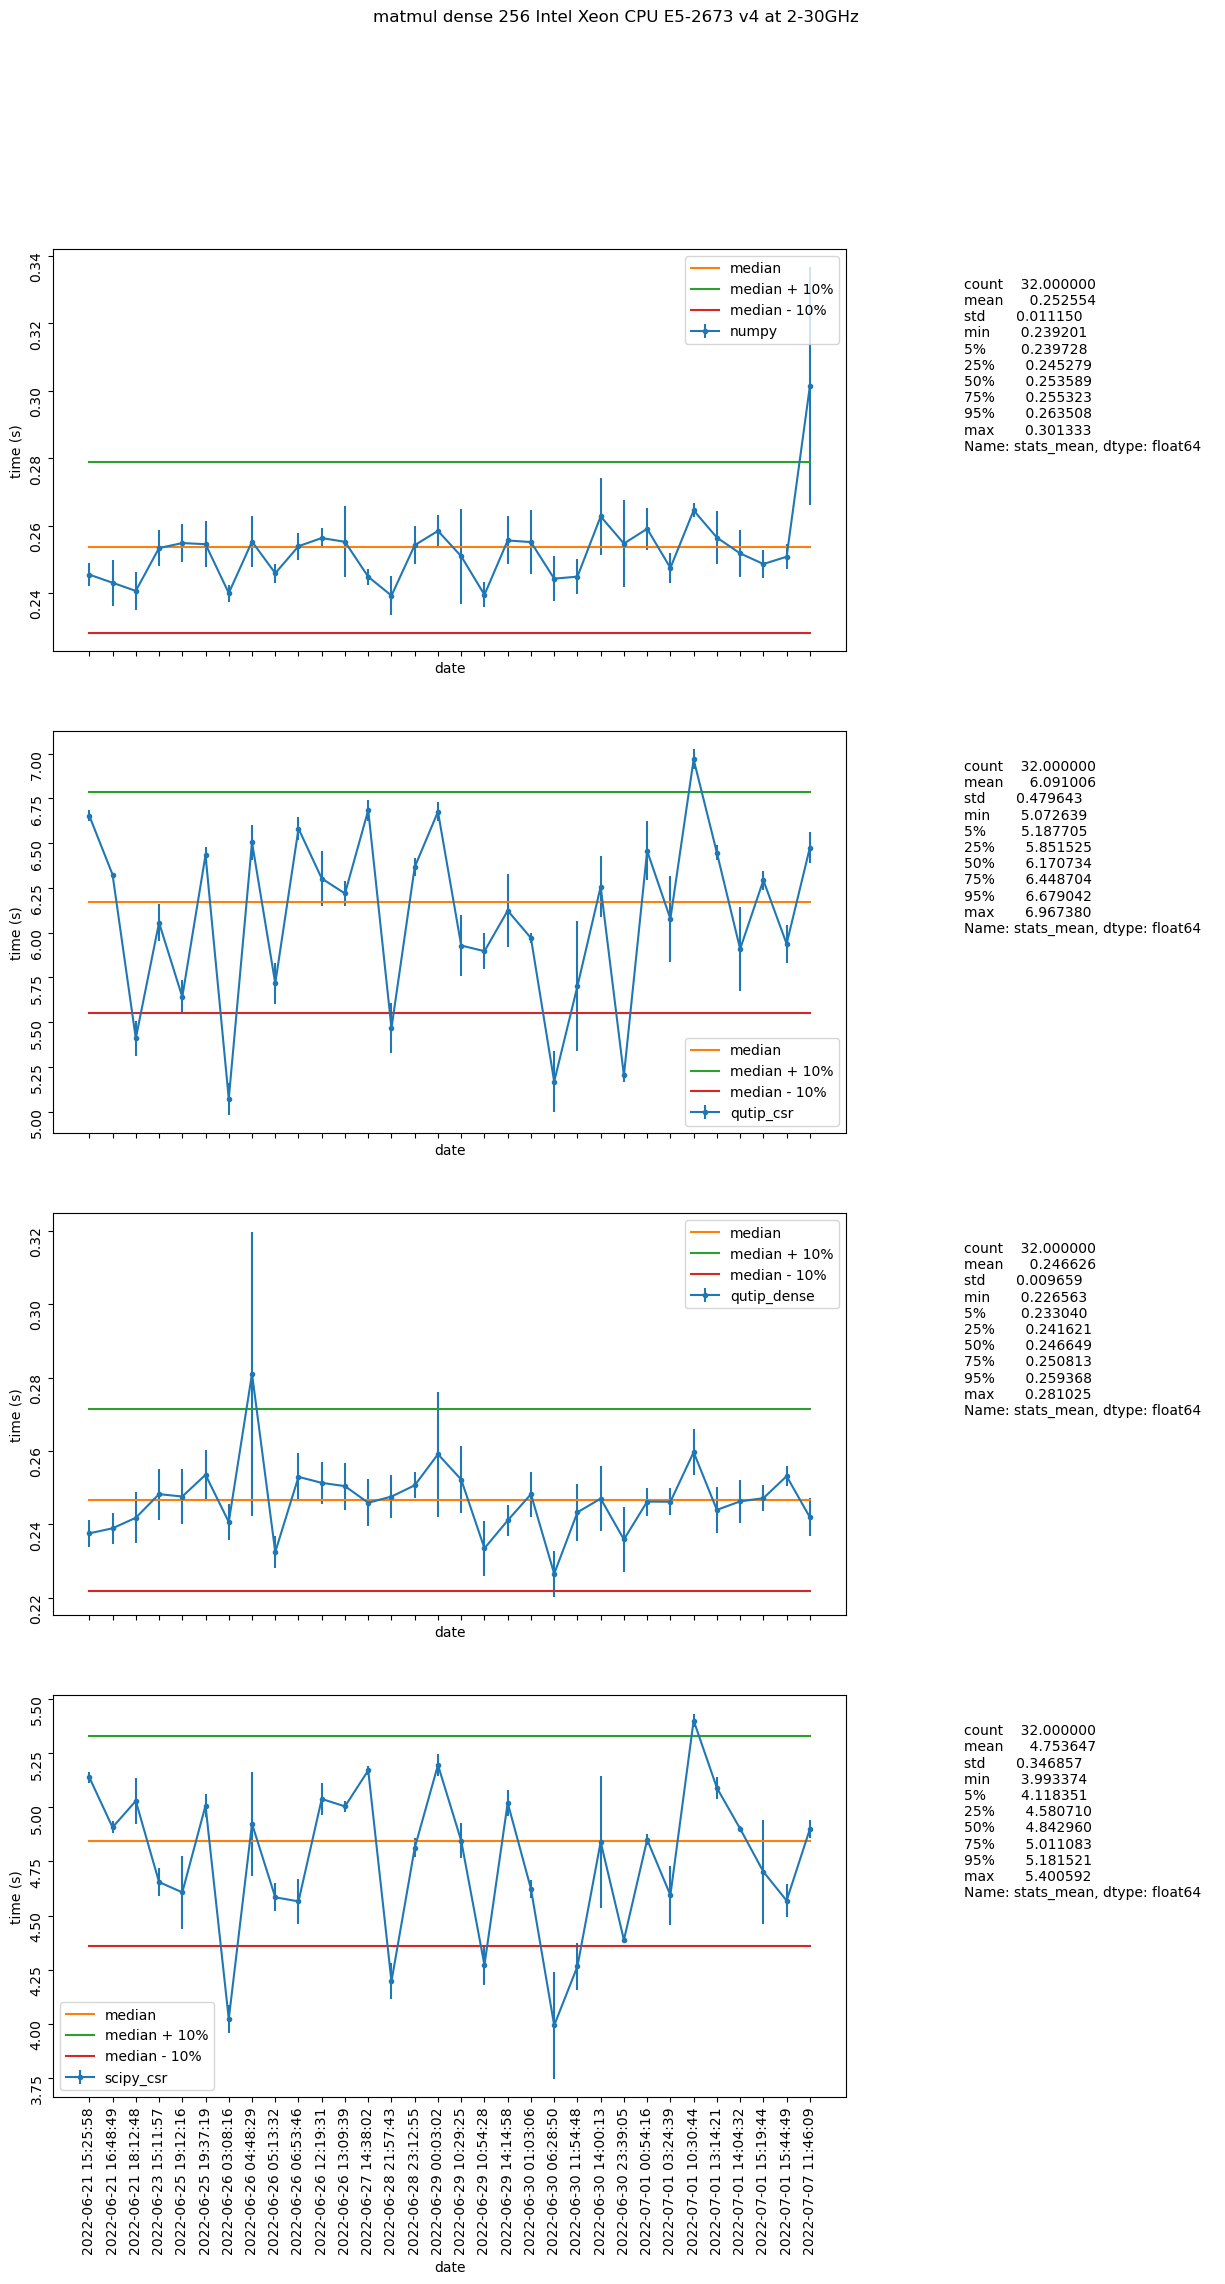 matmul dense 256 Intel Xeon CPU E5-2673 v4 at 2-30GHz
0.34
0.32
0.30
0.28
0.26
0.24
time (s)
median
median + 10%
median - 10%
numpy
date
count 32.000000
mean 0.252554
std 0.011150
min 0.239201
5% 0.239728
25% 0.245279
50% 0.253589
75% 0.255323
95% 0.263508
max 0.301333
Name: stats_mean, dtype: float64
7.00
6.75
6.50
6.25
6.00
5.75
5.50
5.25
5.00
time (s)
median
median + 10%
median - 10%
qutip_csr
date
count 32.000000
mean 6.091006
std 0.479643
min 5.072639
5% 5.187705
25% 5.851525
50% 6.170734
75% 6.448704
95% 6.679042
max 6.967380
Name: stats_mean, dtype: float64
0.32
0.30
0.28
0.26
0.24
0.22
time (s)
median
median + 10%
median - 10%
qutip_dense
date
count 32.000000
mean 0.246626
std 0.009659
min 0.226563
5% 0.233040
25% 0.241621
50% 0.246649
75% 0.250813
95% 0.259368
max 0.281025
Name: stats_mean, dtype: float64
5.50
5.25
5.00
4.75
4.50
4.25
4.00
3.75
time (s)
median
median + 10%
median - 10%
scipy_csr
count 32.000000
mean 4.753647
std 0.346857
min 3.993374
5% 4.118351
25% 4.580710
50% 4.842960
75% 5.011083
95% 5.181521
max 5.400592
Name: stats_mean, dtype: float64
2022-06-21 15:25:58
2022-06-21 16:48:49
2022-06-21 18:12:48
2022-06-23 15:11:57
2022-06-25 19:12:16
2022-06-25 19:37:19
2022-06-26 03:08:16
2022-06-26 04:48:29
2022-06-26 05:13:32
2022-06-26 06:53:46
2022-06-26 12:19:31
2022-06-26 13:09:39
2022-06-27 14:38:02
2022-06-28 21:57:43
2022-06-28 23:12:55
2022-06-29 00:03:02
2022-06-29 10:29:25
2022-06-29 10:54:28
2022-06-29 14:14:58
2022-06-30 01:03:06
2022-06-30 06:28:50
2022-06-30 11:54:48
2022-06-30 14:00:13
2022-06-30 23:39:05
2022-07-01 00:54:16
2022-07-01 03:24:39
2022-07-01 10:30:44
2022-07-01 13:14:21
2022-07-01 14:04:32
2022-07-01 15:19:44
2022-07-01 15:44:49
2022-07-07 11:46:09
date